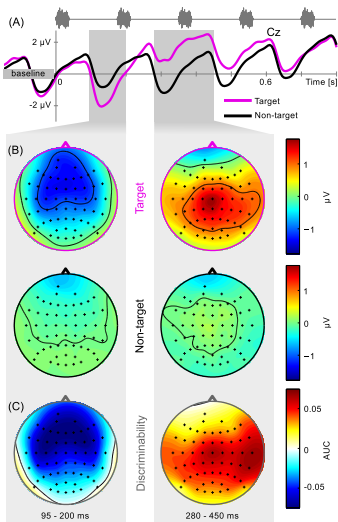 (A)
Cz
2 µV
baseline
0
0.6
Time [s]
-2 µV
Target
Non-target
(B)
Target
1
0
-1
µV
Non-target
1
0
-1
µV
(C)
Discriminability
0.05
0.00
-0.05
AUC
95 - 200 ms
280 - 450 ms